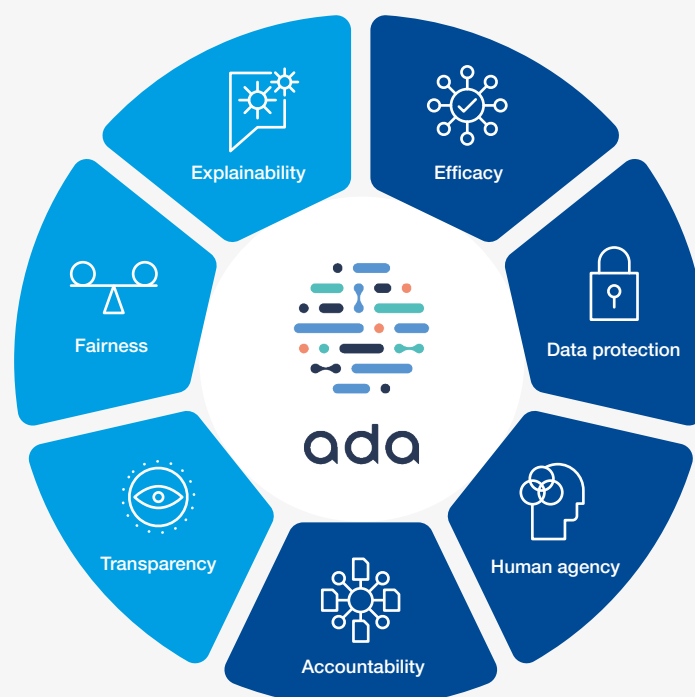 Explainability
Efficacy
Fairness
Data protection
ada
Transparency
Human agency
Accountability